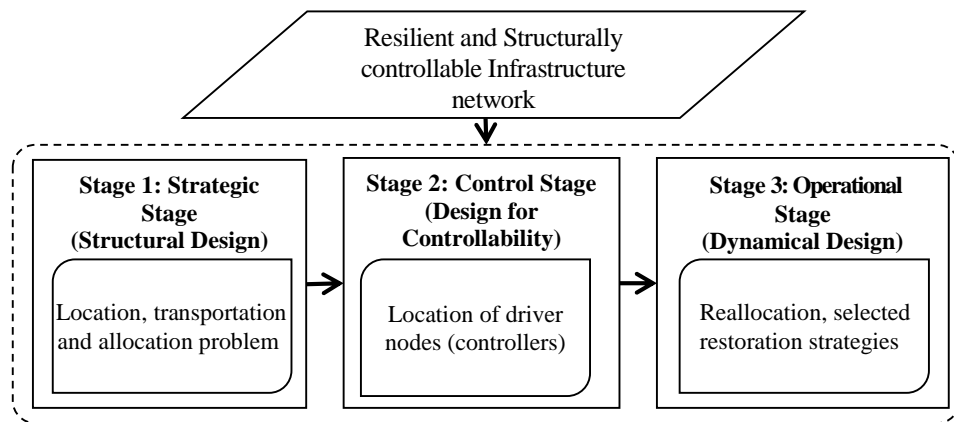 Resilient and Structurally
controllable Infrastructure
network
Stage 1: Strategic
Stage
(Structural Design)
Location, transportation
and allocation problem
Stage 2: Control Stage
(Design for
Controllability)
Location of driver
nodes (controllers)
Stage 3: Operational
Stage
(Dynamical Design)
Reallocation, selected
restoration strategies